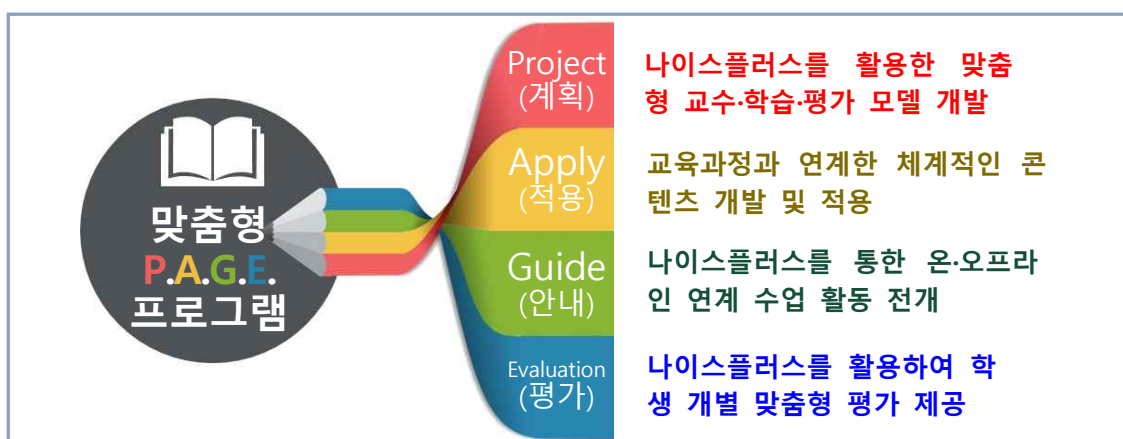 맞춤형
P.A.G.E.
프로그램
Project
(계획)
나이스플러스를 활용한 맞춤
형 교수·학습·평가 모델 개발
Apply
(적용)
교육과정과 연계한 체계적인 콘
텐츠 개발 및 적용
Guide
(안내)
나이스플러스를 통한 온·오프라
인 연계 수업 활동 전개
Evaluation
(평가)
나이스플러스를 활용하여 학
생 개별 맞춤형 평가 제공